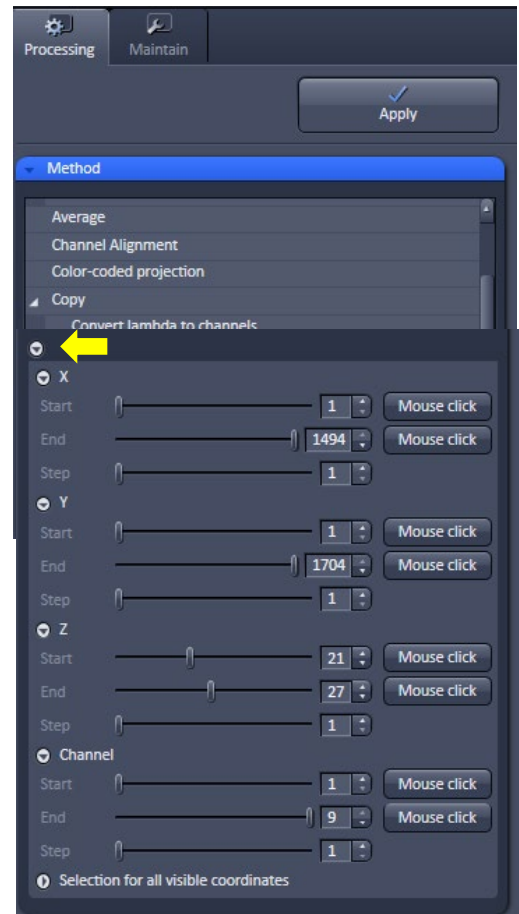 Processing Maintain
Apply
Method
Average
Channel Alignment
Color-coded projection
Copy
Convert lambda to channels
X
Start 1 Mouse click
End 1494 Mouse click
Step 1
Y
Start 1 Mouse click
End 1704 Mouse click
Step 1
Z
Start 21 Mouse click
End 27 Mouse click
Step 1
Channel
Start 1 Mouse click
End 9 Mouse click
Step 1
Selection for all visible coordinates